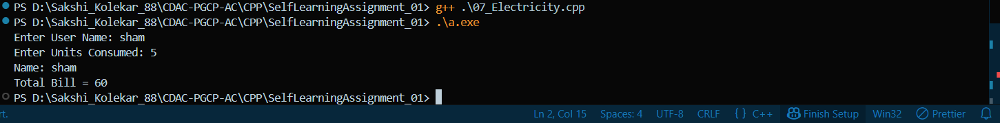 PS D:\Sakshi_Kolekar_88\CDAC-PGCP-AC\CPP\SelfLearningAssignment_01> g++ .\07_Electricity.cpp
PS D:\Sakshi_Kolekar_88\CDAC-PGCP-AC\CPP\SelfLearningAssignment_01> .\a.exe
Enter User Name: sham
Enter Units Consumed: 5
Name: sham
Total Bill = 60
PS D:\Sakshi_Kolekar_88\CDAC-PGCP-AC\CPP\SelfLearningAssignment_01>
rt. Ln 2, Col 15 Spaces: 4 UTF-8 CRLF {} C++ Finish Setup Win32 Prettier